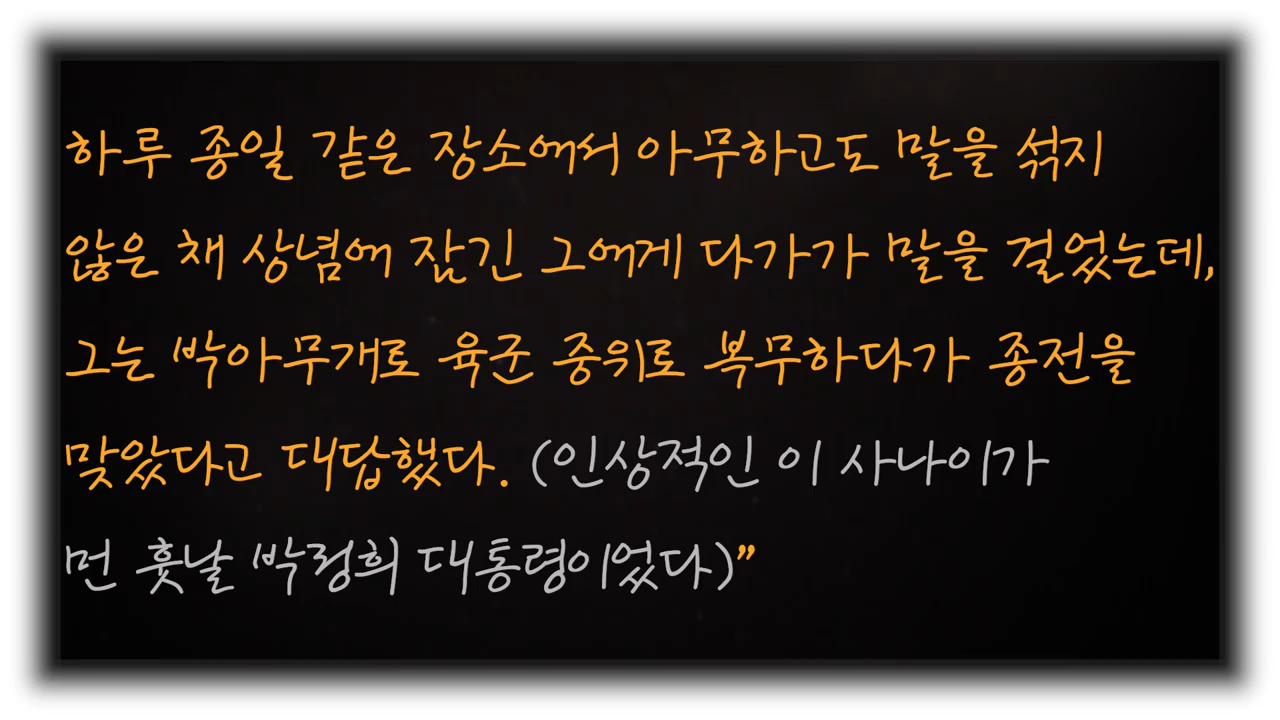 하루 종일 같은 장소에서 아무하고도 말을 섞지
않은 채 상념에 잠긴 그에게 다가가 말을 걸었는데,
그는 박아무개로 육군 중위로 복무하다가 종전을
맞았다고 대답했다. (인상적인 이 사나이가
먼 훗날 박정희 대통령이었다)”